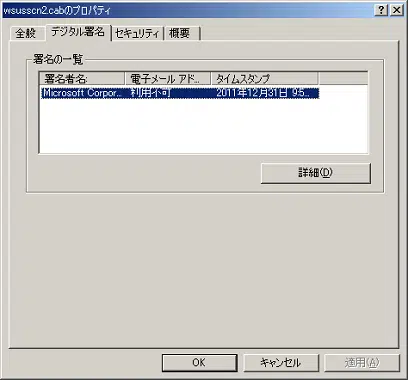 wsusscn2.cabのプロパティ
全般 デジタル署名 セキュリティ 概要
署名の一覧
署名者名 電子メール アド... タイムスタンプ
Microsoft Corpor... 利用不可 2011年12月31日 9:5...
詳細(D)
OK キャンセル 適用(A)